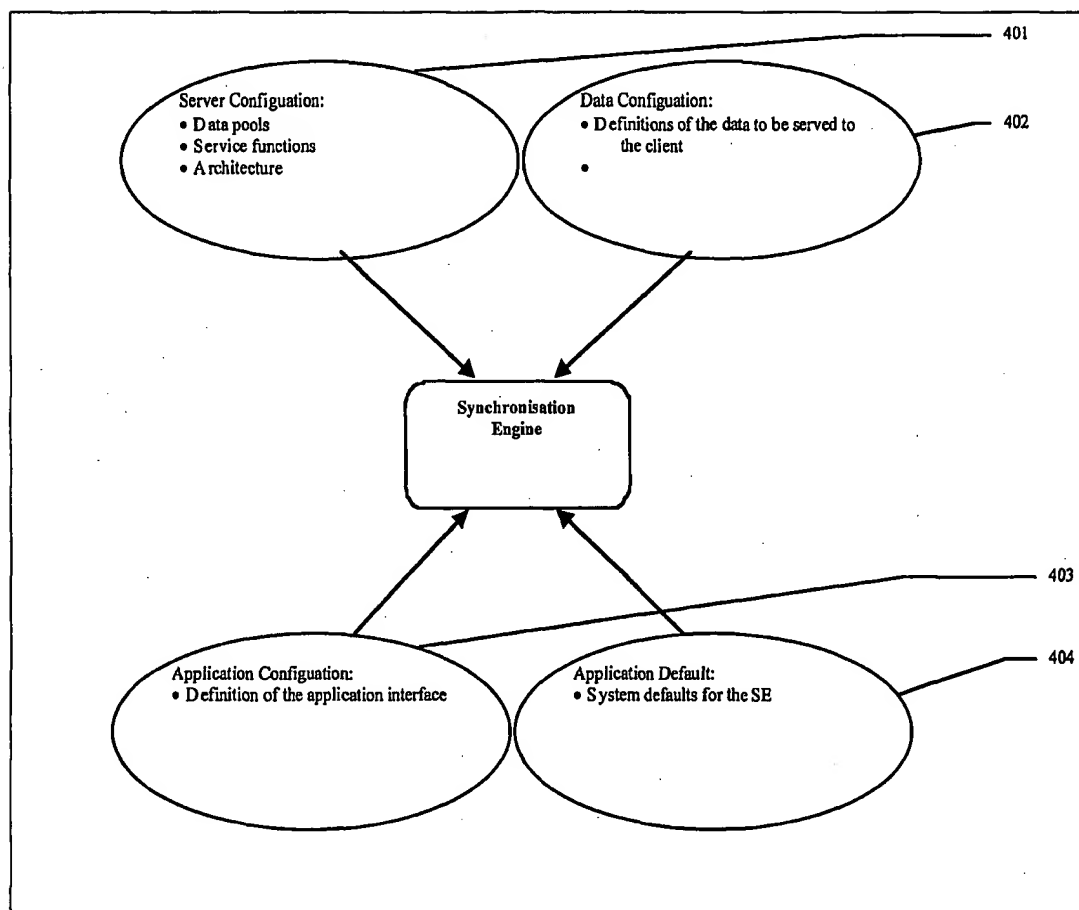 401
Server Configuation:
• Data pools
• Service functions
• Architecture
Data Configuation:
• Definitions of the data to be served to
the client
•
402
Synchronisation
Engine
403
Application Configuation:
• Definition of the application interface
Application Default:
• System defaults for the SE
404